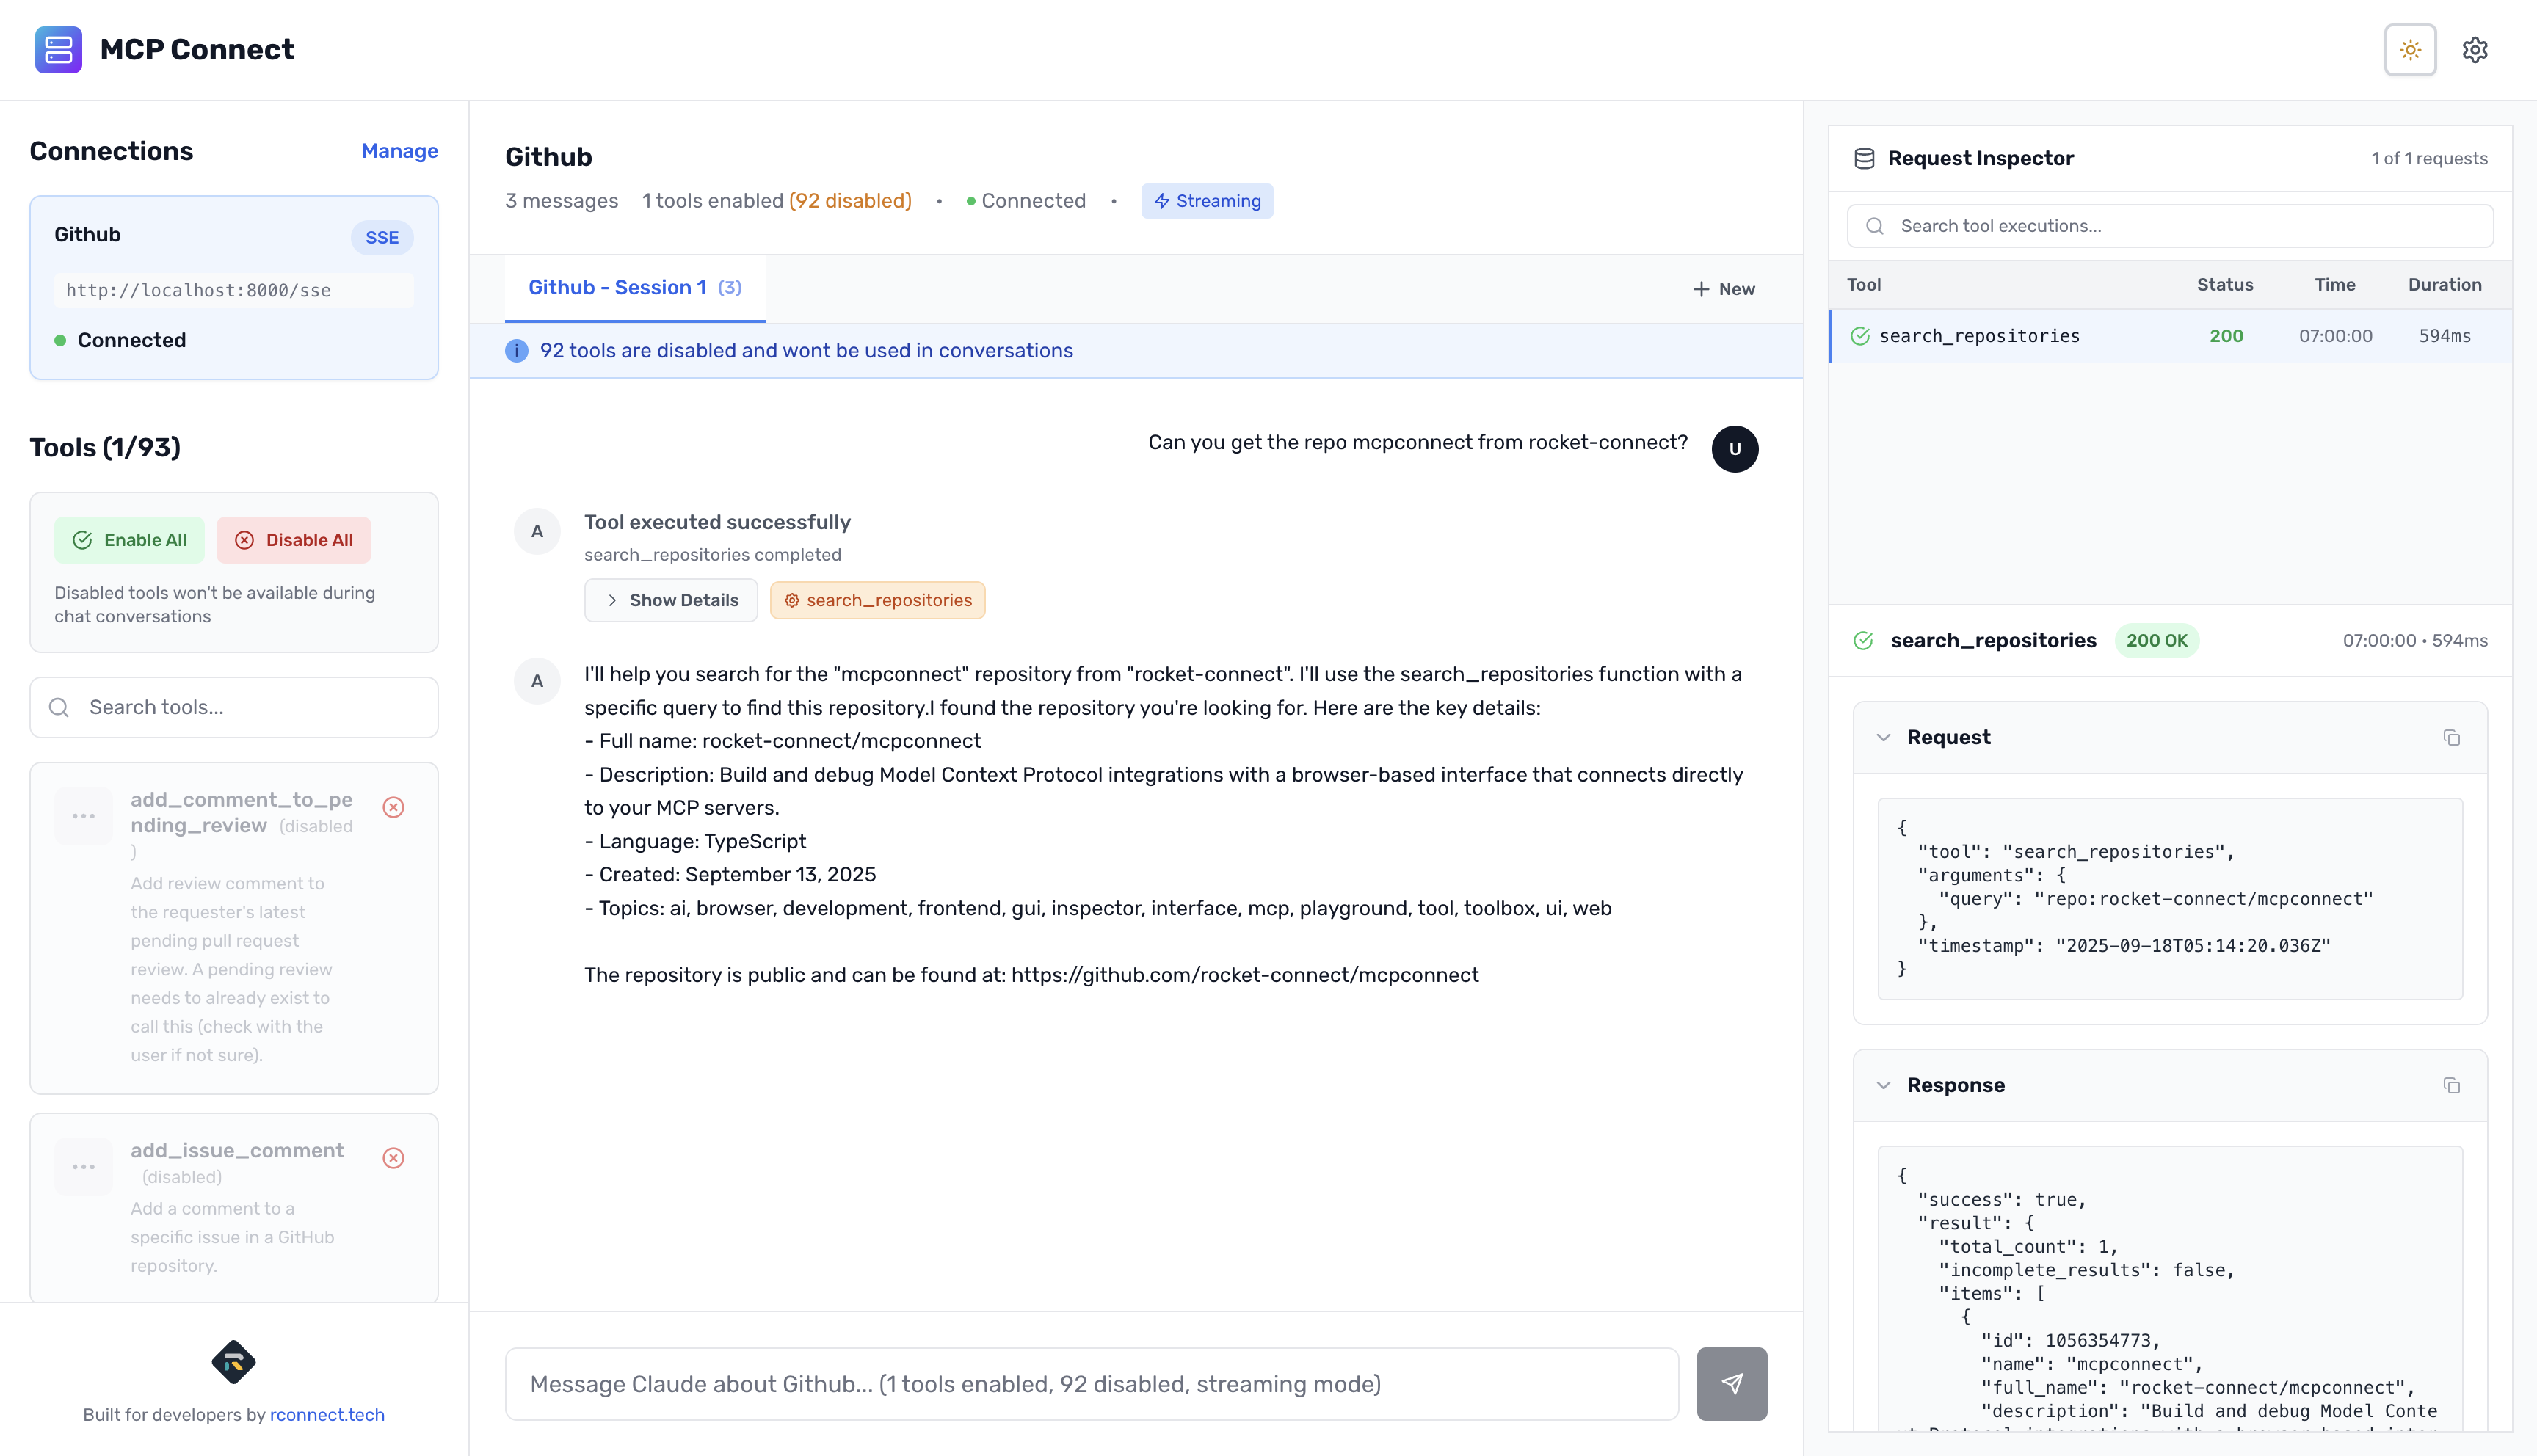 MCP Connect
Connections
Manage
Github
SSE
http://localhost:8000/sse
Connected
Tools (1/93)
Enable All
Disable All
Disabled tools won't be available during
chat conversations
Search tools...
add_comment_to_pe
nding_review (disabled
)
Add review comment to
the requester's latest
pending pull request
review. A pending review
needs to already exist to
call this (check with the
user if not sure).
add_issue_comment
(disabled)
Add a comment to a
specific issue in a GitHub
repository.
Built for developers by rconnect.tech
Github
3 messages 1 tools enabled (92 disabled) • Connected • Streaming
Github - Session 1 (3)
+ New
i 92 tools are disabled and wont be used in conversations
Can you get the repo mcpconnect from rocket-connect?
U
A
Tool executed successfully
search_repositories completed
Show Details
search_repositories
A
I'll help you search for the "mcpconnect" repository from "rocket-connect". I'll use the search_repositories function with a
specific query to find this repository.I found the repository you're looking for. Here are the key details:
- Full name: rocket-connect/mcpconnect
- Description: Build and debug Model Context Protocol integrations with a browser-based interface that connects directly
to your MCP servers.
- Language: TypeScript
- Created: September 13, 2025
- Topics: ai, browser, development, frontend, gui, inspector, interface, mcp, playground, tool, toolbox, ui, web
The repository is public and can be found at: https://github.com/rocket-connect/mcpconnect
Message Claude about Github... (1 tools enabled, 92 disabled, streaming mode)
Request Inspector
1 of 1 requests
Search tool executions...
Tool Status Time Duration
search_repositories 200 07:00:00 594ms
search_repositories 200 OK 07:00:00 • 594ms
Request
{
"tool": "search_repositories",
"arguments": {
"query": "repo:rocket-connect/mcpconnect"
},
"timestamp": "2025-09-18T05:14:20.036Z"
}
Response
{
"success": true,
"result": {
"total_count": 1,
"incomplete_results": false,
"items": [
{
"id": 1056354773,
"name": "mcpconnect",
"full_name": "rocket-connect/mcpconnect",
"description": "Build and debug Model Conte